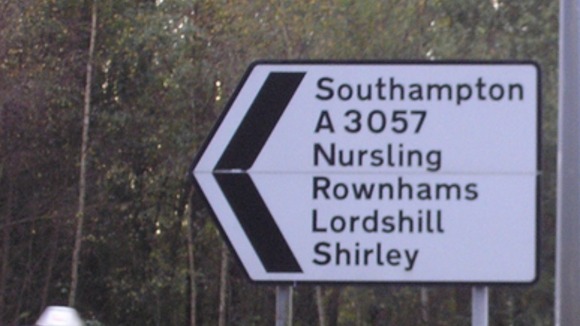 Southampton
A 3057
Nursling
Rownhams
Lordshill
Shirley